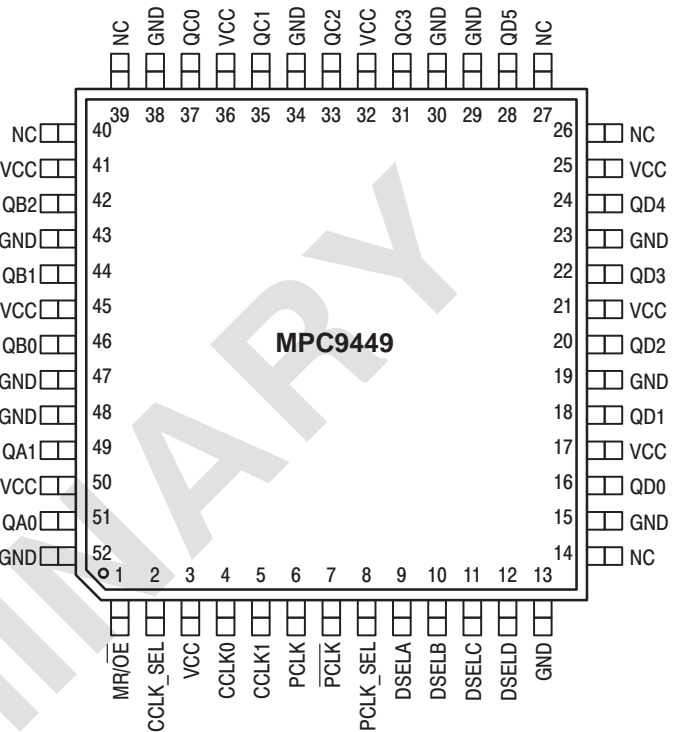 NC GND QC0 VCC QC1 GND QC2 VCC QC3 GND GND QD5 NC
39 38 37 36 35 34 33 32 31 30 29 28 27
NC 40 26 NC
VCC 41 25 VCC
QB2 42 24 QD4
GND 43 23 GND
QB1 44 22 QD3
VCC 45 21 VCC
QB0 46 MPC9449 20 QD2
GND 47 19 GND
GND 48 18 QD1
QA1 49 17 VCC
VCC 50 16 QD0
QA0 51 15 GND
GND 52 14 NC
1 2 3 4 5 6 7 8 9 10 11 12 13
MR/O̅E̅ CCLK_SEL VCC CCLK0 CCLK1 PCLK P̅C̅L̅K̅ PCLK_SEL DSELA DSELB DSELC DSELD GND
INARY